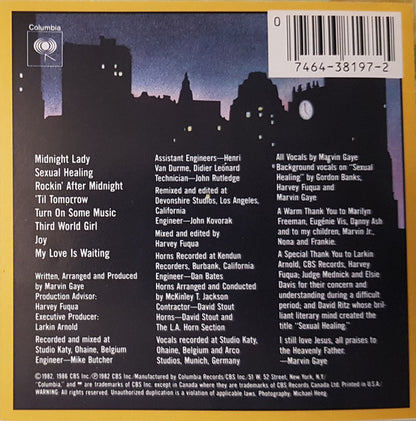 Columbia
0
7464-38197-2
Midnight Lady
Sexual Healing
Rockin' After Midnight
'Til Tomorrow
Turn On Some Music
Third World Girl
Joy
My Love Is Waiting
Written, Arranged and Produced
by Marvin Gaye
Production Advisor:
Harvey Fuqua
Executive Producer:
Larkin Arnold
Recorded and mixed at
Studio Katy, Ohaine, Belgium
Engineer—Mike Butcher
Assistant Engineers—Henri
Van Durme, Didier Leonard
Technician—John Rutledge
Remixed and edited at
Devonshire Studios, Los Angeles,
California
Engineer—John Kovorak
Mixed and edited by
Harvey Fuqua
Horns Recorded at Kendun
Recorders, Burbank, California
Engineer—Dan Bates
Horns Arranged and Conducted
by McKinley T. Jackson
Contractor—David Stout
Horns—David Stout and
The L.A. Horn Section
Vocals recorded at Studio Katy,
Ohaine, Belgium and Arco
Studios, Munich, Germany
All Vocals by Marvin Gaye
Background vocals on "Sexual
Healing" by Gordon Banks,
Harvey Fuqua and
Marvin Gaye
A Warm Thank You to Marilyn
Freeman, Eugénie Vis, Danny Ash
and to my children, Marvin Jr.,
Nona and Frankie.
A Special Thank You to Larkin
Arnold, CBS Records, Harvey
Fuqua; Judge Mednick and Elsie
Davis for their concern and
understanding during a difficult
period; and David Ritz whose bril-
liant literary mind created the
title "Sexual Healing."
I still love Jesus, all praises to
the Heavenly Father.
—Marvin Gaye
© 1982, 1986 CBS Inc./℗ 1982 CBS Inc./Manufactured by Columbia Records/CBS Inc./51 W. 52 Street, New York, N.Y.
"Columbia," and are trademarks of CBS Inc. except in Canada where they are trademarks of CBS Records Canada Ltd. Printed in U.S.A./
WARNING: All rights reserved. Unauthorized duplication is a violation of applicable laws. Photography: Michael Heng.